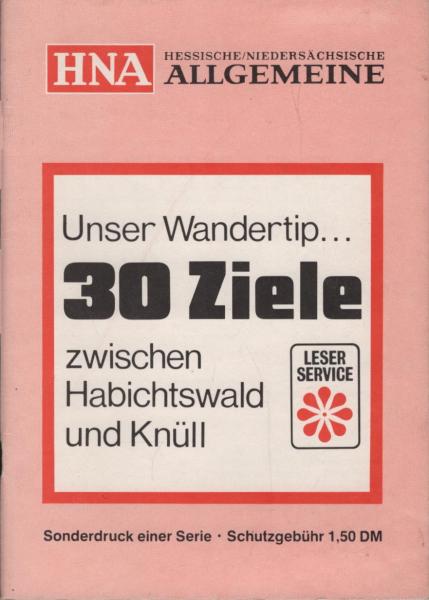 HNA
HESSISCHE/NIEDERSÄCHSISCHE
ALLGEMEINE
Unser Wandertip...
30 Ziele
zwischen
Habichtswald
und Knüll
LESER
SERVICE
Sonderdruck einer Serie · Schutzgebühr 1,50 DM